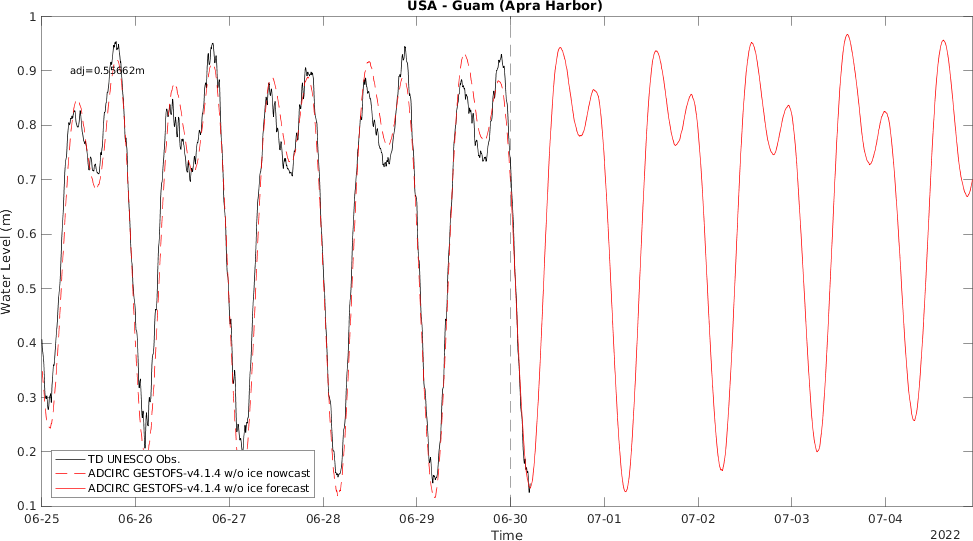 USA - Guam (Apra Harbor)
1
0.9
0.8
0.7
0.6
0.5
0.4
0.3
0.2
0.1
Water Level (m)
adj=0.55662m
TD UNESCO Obs.
ADCIRC GESTOFS-v4.1.4 w/o ice nowcast
ADCIRC GESTOFS-v4.1.4 w/o ice forecast
06-25 06-26 06-27 06-28 06-29 06-30 07-01 07-02 07-03 07-04
Time
2022